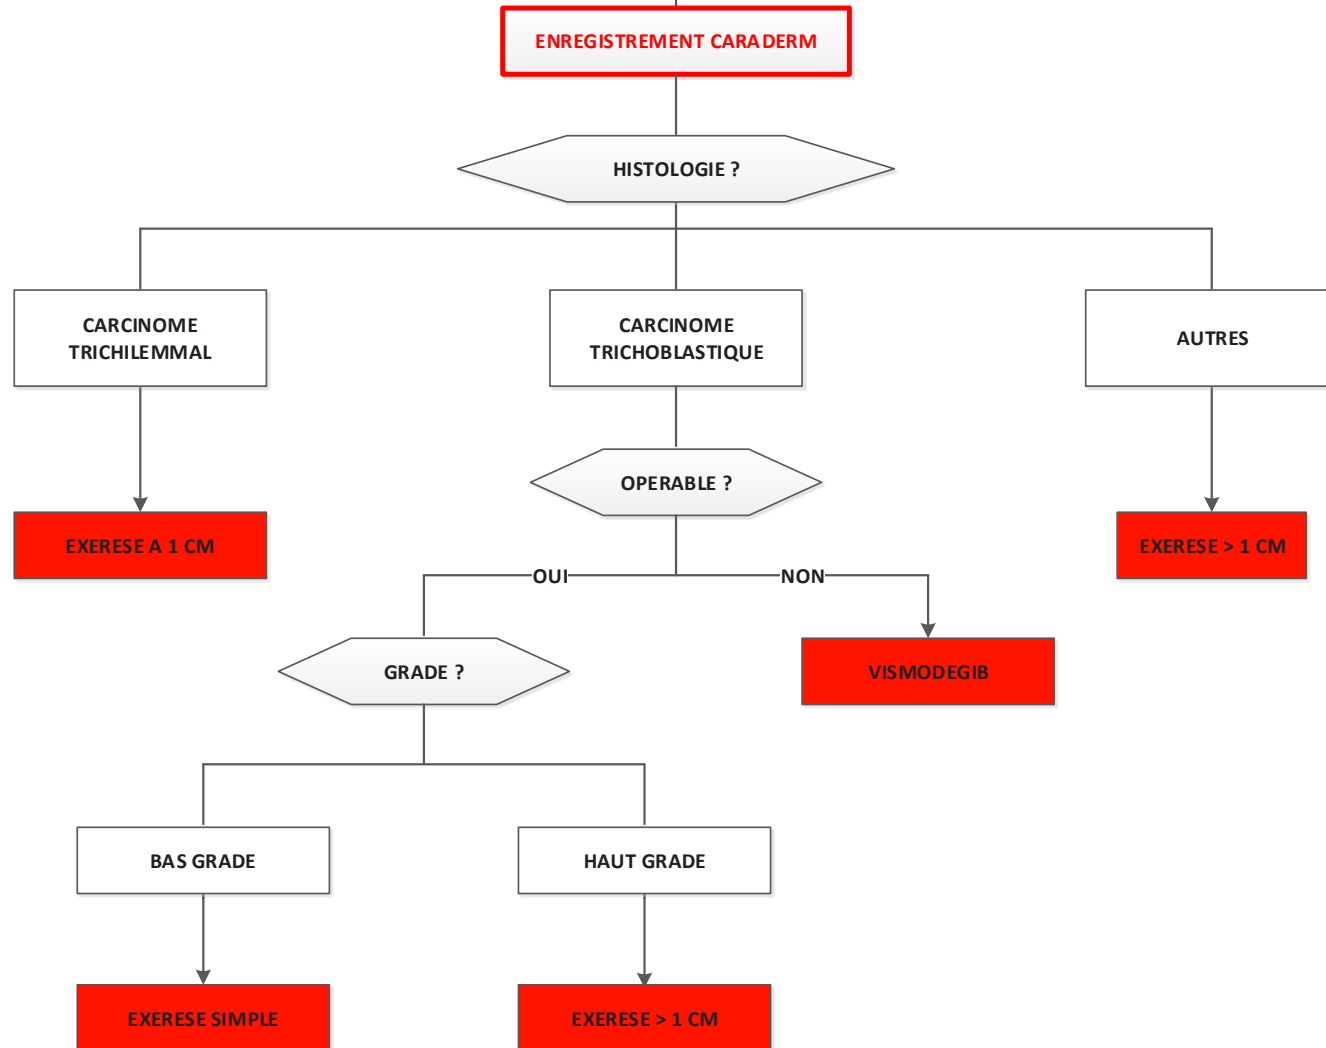 ENREGISTREMENT CARADERM
HISTOLOGIE ?
CARCINOME
TRICHILEMMAL
CARCINOME
TRICHOBLASTIQUE
AUTRES
OPERABLE ?
EXERESE A 1 CM
EXERESE > 1 CM
OUI
NON
GRADE ?
VISMODEGIB
BAS GRADE
HAUT GRADE
EXERESE SIMPLE
EXERESE > 1 CM